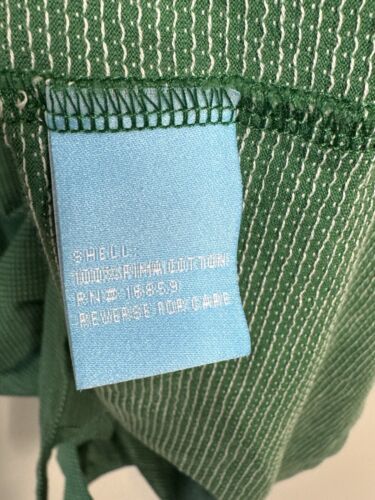 SHELL:
100% PIMA COTTON
RN# 16859
REVERSE FOR CARE